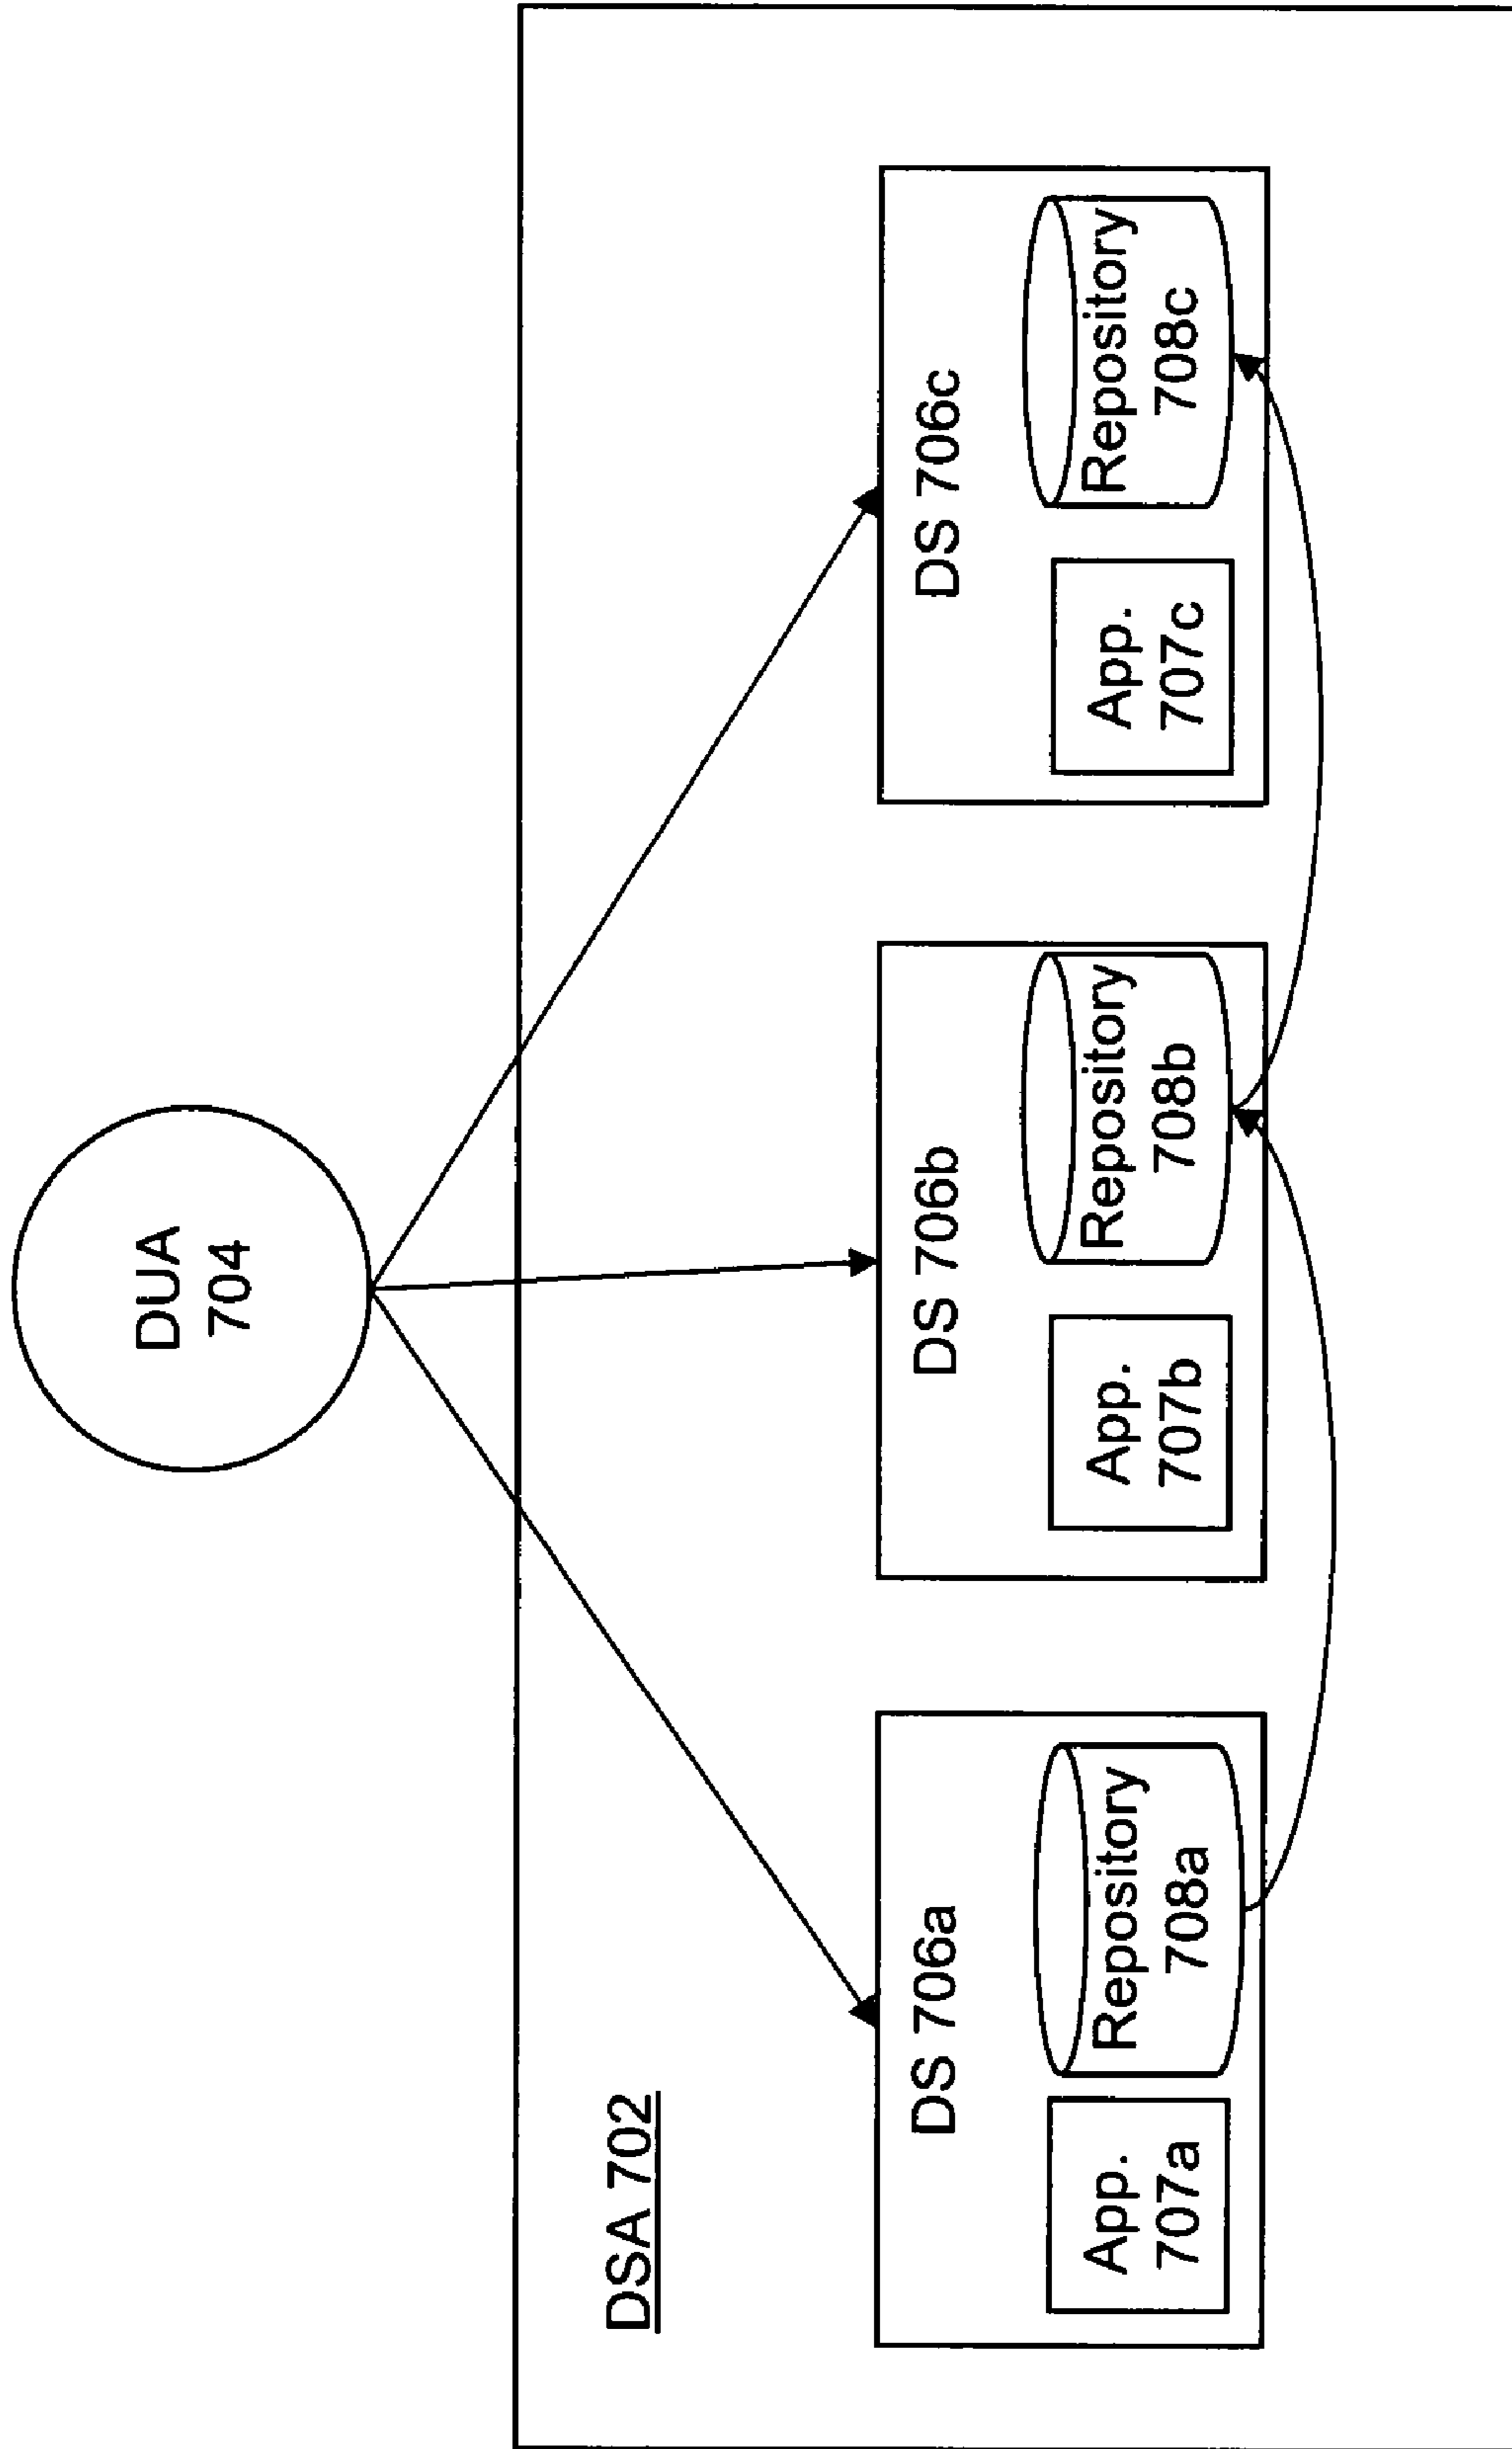 DUA
704
DSA 702
DS 706a
App.
707a
Repository
708a
DS 706b
App.
707b
Repository
708b
DS 706c
App.
707c
Repository
708c